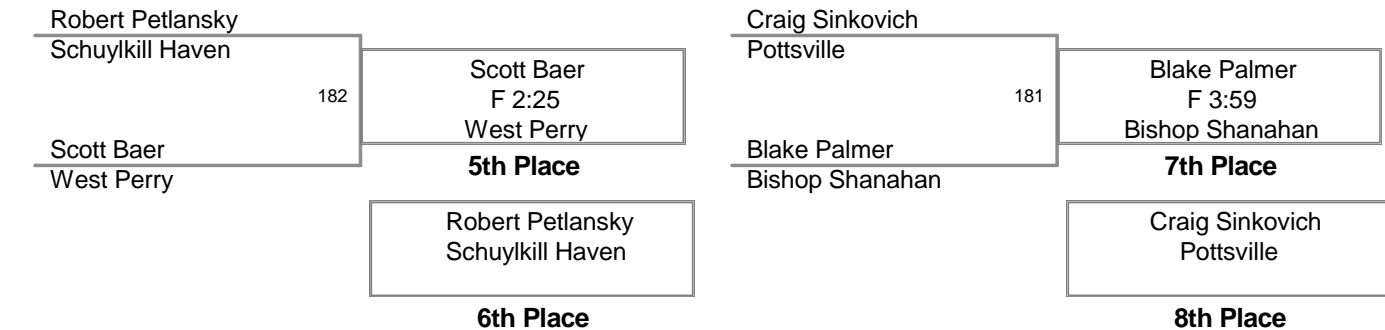 Robert Petlansky
Schuylkill Haven
182
Scott Baer
F 2:25
West Perry
Scott Baer
West Perry
5th Place
Robert Petlansky
Schuylkill Haven
6th Place
Craig Sinkovich
Pottsville
181
Blake Palmer
F 3:59
Bishop Shanahan
Blake Palmer
Bishop Shanahan
7th Place
Craig Sinkovich
Pottsville
8th Place